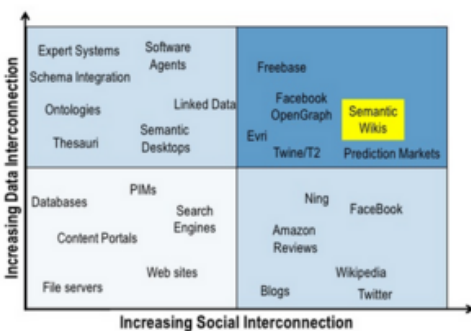 Increasing Data Interconnection
Expert Systems
Software
Agents
Schema Integration
Ontologies
Linked Data
Thesauri
Semantic
Desktops
Freebase
Facebook
OpenGraph
Semantic
Wikis
Evri
Twine/T2
Prediction Markets
PIMs
Databases
Search
Engines
Content Portals
Web sites
File servers
Ning
FaceBook
Amazon
Reviews
Wikipedia
Blogs
Twitter
Increasing Social Interconnection